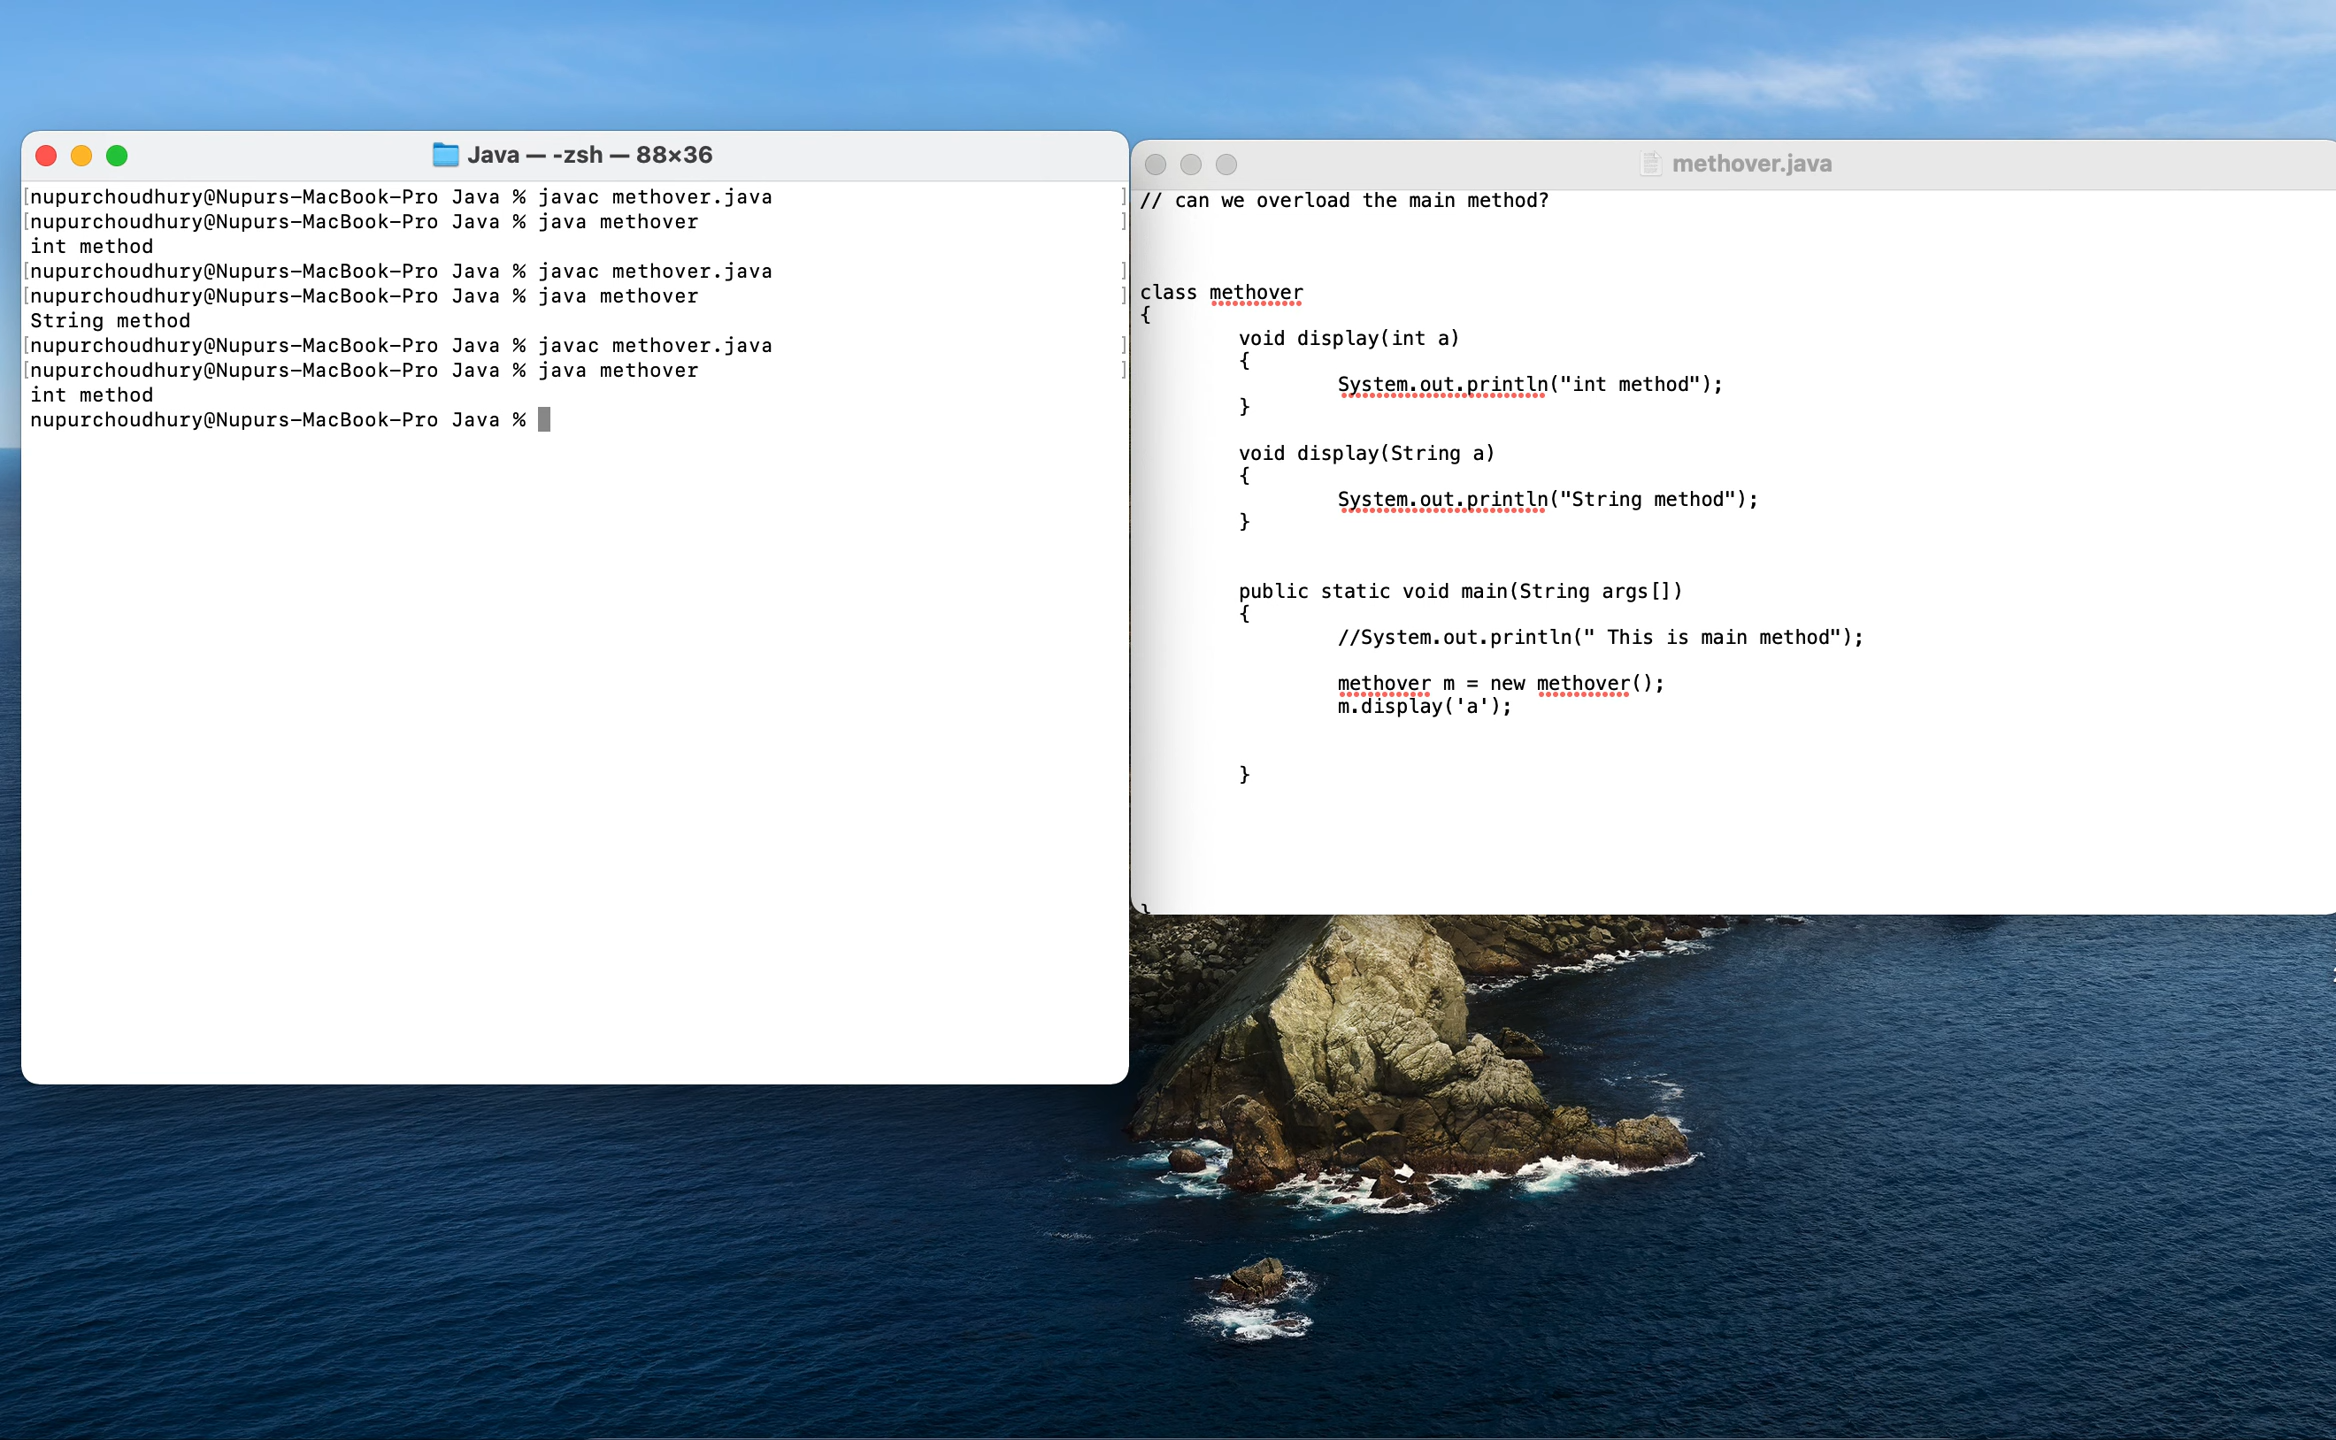 Java — -zsh — 88×36
[nupurchoudhury@Nupurs-MacBook-Pro Java % javac methover.java ]
[nupurchoudhury@Nupurs-MacBook-Pro Java % java methover ]
int method
[nupurchoudhury@Nupurs-MacBook-Pro Java % javac methover.java ]
[nupurchoudhury@Nupurs-MacBook-Pro Java % java methover ]
String method
[nupurchoudhury@Nupurs-MacBook-Pro Java % javac methover.java ]
[nupurchoudhury@Nupurs-MacBook-Pro Java % java methover ]
int method
nupurchoudhury@Nupurs-MacBook-Pro Java %
methover.java
// can we overload the main method?
class methover
{
void display(int a)
{
System.out.println("int method");
}
void display(String a)
{
System.out.println("String method");
}
public static void main(String args[])
{
//System.out.println(" This is main method");
methover m = new methover();
m.display('a');
}
}